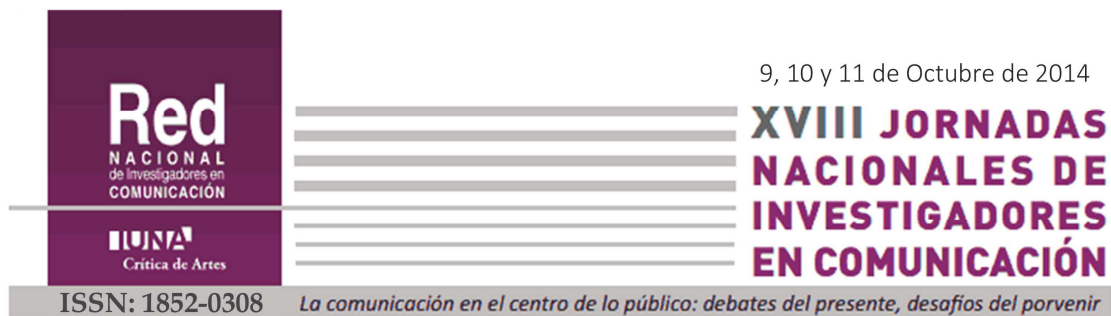 Red
NACIONAL
de Investigadores en
COMUNICACIÓN
IUNA
Crítica de Artes
9, 10 y 11 de Octubre de 2014
XVIII JORNADAS
NACIONALES DE
INVESTIGADORES
EN COMUNICACIÓN
ISSN: 1852-0308
La comunicación en el centro de lo público: debates del presente, desafíos del porvenir